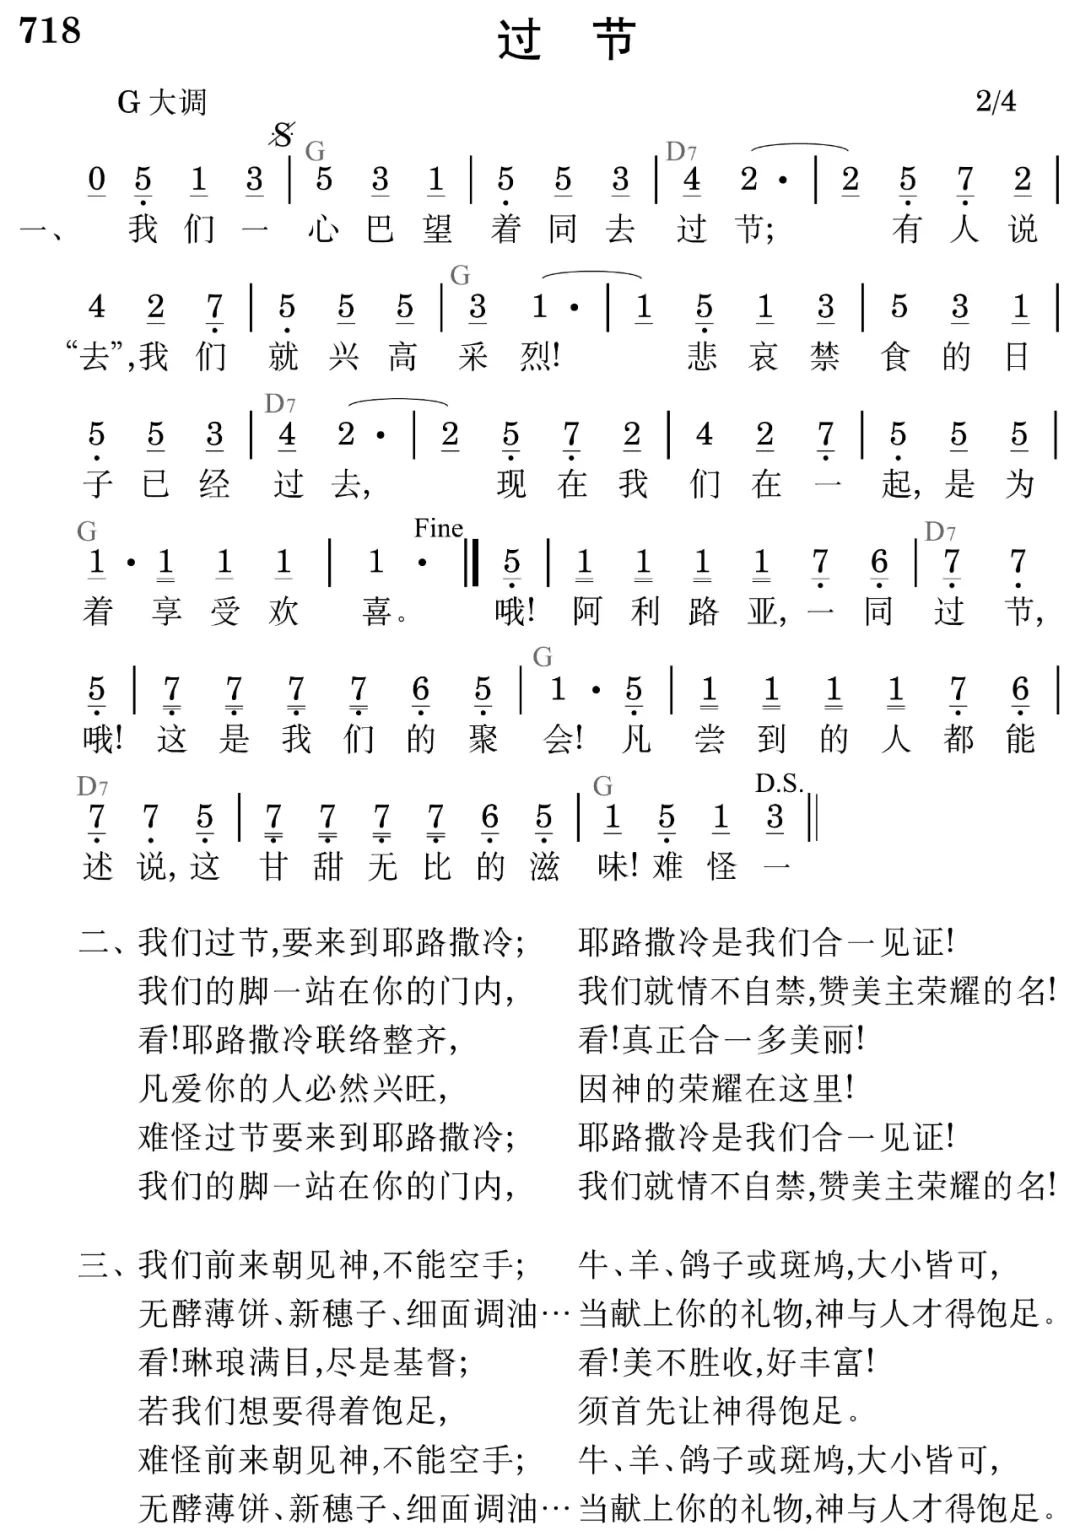 718
过 节
G 大调 2/4
G D7
0 5 1 3 | 5 3 1 | 5 5 3 | 4 2 · | 2 5 7 2 |
一、 我 们 一 心 巴 望 着 同 去 过 节; 有 人 说
G
4 2 7 | 5 5 5 | 3 1 · | 1 5 1 3 | 5 3 1 |
“去”,我 们 就 兴 高 采 烈! 悲 哀 禁 食 的 日
D7
5 5 3 | 4 2 · | 2 5 7 2 | 4 2 7 | 5 5 5 |
子 已 经 过 去, 现 在 我 们 在 一 起, 是 为
G Fine D7
1 · 1 1 1 | 1 · 5 | 1 1 1 1 7 6 | 7 7
着 享 受 欢 喜。 哦! 阿 利 路 亚, 一 同 过 节,
G
5 | 7 7 7 7 6 5 | 1 · 5 | 1 1 1 1 7 6 |
哦! 这 是 我 们 的 聚 会! 凡 尝 到 的 人 都 能
D7 G D.S.
7 7 5 | 7 7 7 7 6 5 | 1 5 1 3
述 说, 这 甘 甜 无 比 的 滋 味! 难 怪 一
二、我们过节,要来到耶路撒冷; 耶路撒冷是我们合一见证!
我们的脚一站在你的门内, 我们就情不自禁,赞美主荣耀的名!
看!耶路撒冷联络整齐, 看!真正合一多美丽!
凡爱你的人必然兴旺, 因神的荣耀在这里!
难怪过节要来到耶路撒冷; 耶路撒冷是我们合一见证!
我们的脚一站在你的门内, 我们就情不自禁,赞美主荣耀的名!
三、我们前来朝见神,不能空手; 牛、羊、鸽子或斑鸠,大小皆可,
无酵薄饼、新穗子、细面调油… 当献上你的礼物,神与人才得饱足。
看!琳琅满目,尽是基督; 看!美不胜收,好丰富!
若我们想要得着饱足, 须首先让神得饱足。
难怪前来朝见神,不能空手; 牛、羊、鸽子或斑鸠,大小皆可,
无酵薄饼、新穗子、细面调油… 当献上你的礼物,神与人才得饱足。